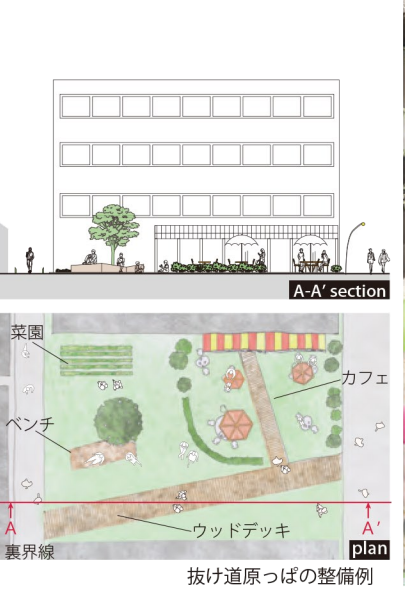 A-A’ section
菜園
カフェ
ベンチ
A
A’
ウッドデッキ
裏界線
plan
抜け道原っぱの整備例